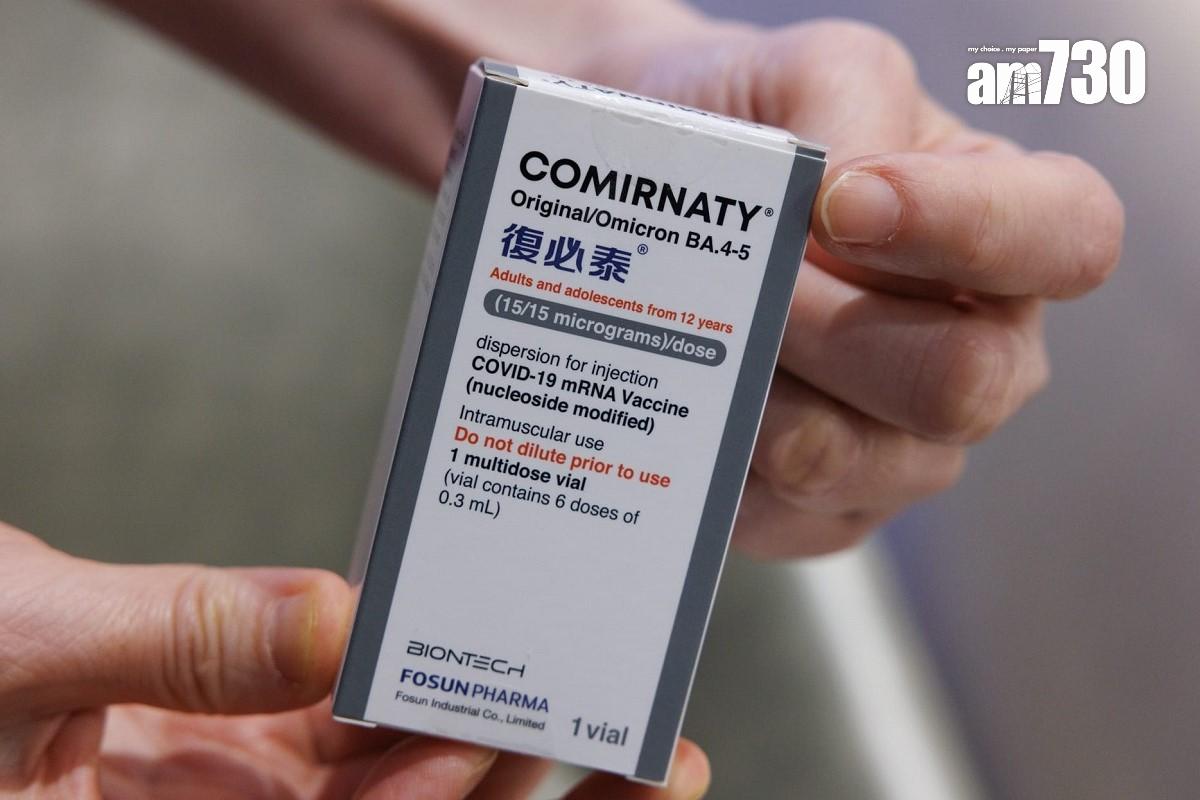 my choice . my paper
am730
COMIRNATY
COMIRNATY®
Original/Omicron BA.4-5
復必泰®
Adults and adolescents from 12 years
(15/15 micrograms)/dose
dispersion for injection
COVID-19 mRNA Vaccine
(nucleoside modified)
Intramuscular use
Do not dilute prior to use
1 multidose vial
(vial contains 6 doses of
0.3 mL)
BIONTECH
FOSUN PHARMA
Fosun Industrial Co., Limited
1 vial